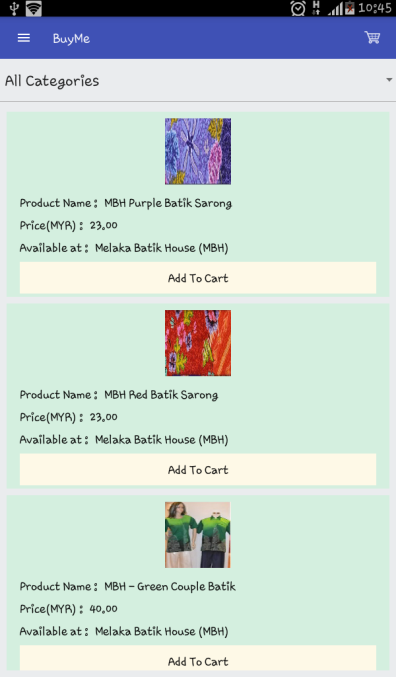 H
10:45
BuyMe
All Categories
Product Name : MBH Purple Batik Sarong
Price(MYR) : 23.00
Available at : Melaka Batik House (MBH)
Add To Cart
Product Name : MBH Red Batik Sarong
Price(MYR) : 23.00
Available at : Melaka Batik House (MBH)
Add To Cart
Product Name : MBH - Green Couple Batik
Price(MYR) : 40.00
Available at : Melaka Batik House (MBH)
Add To Cart